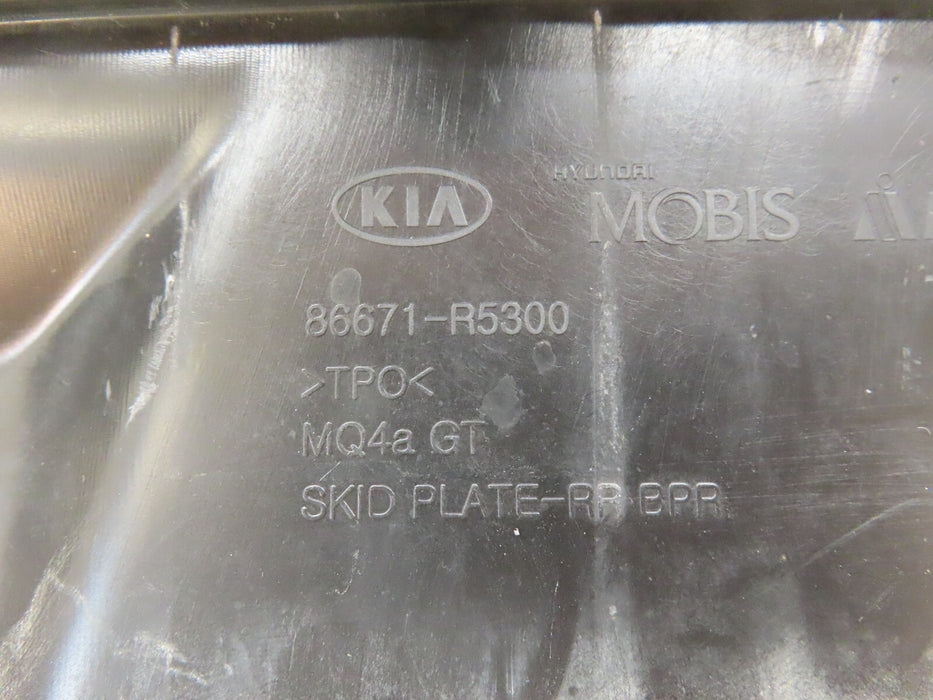 KIA HYUNDAI MOBIS
86671-R5300
>TPO<
MQ4a GT
SKID PLATE-RR BPR